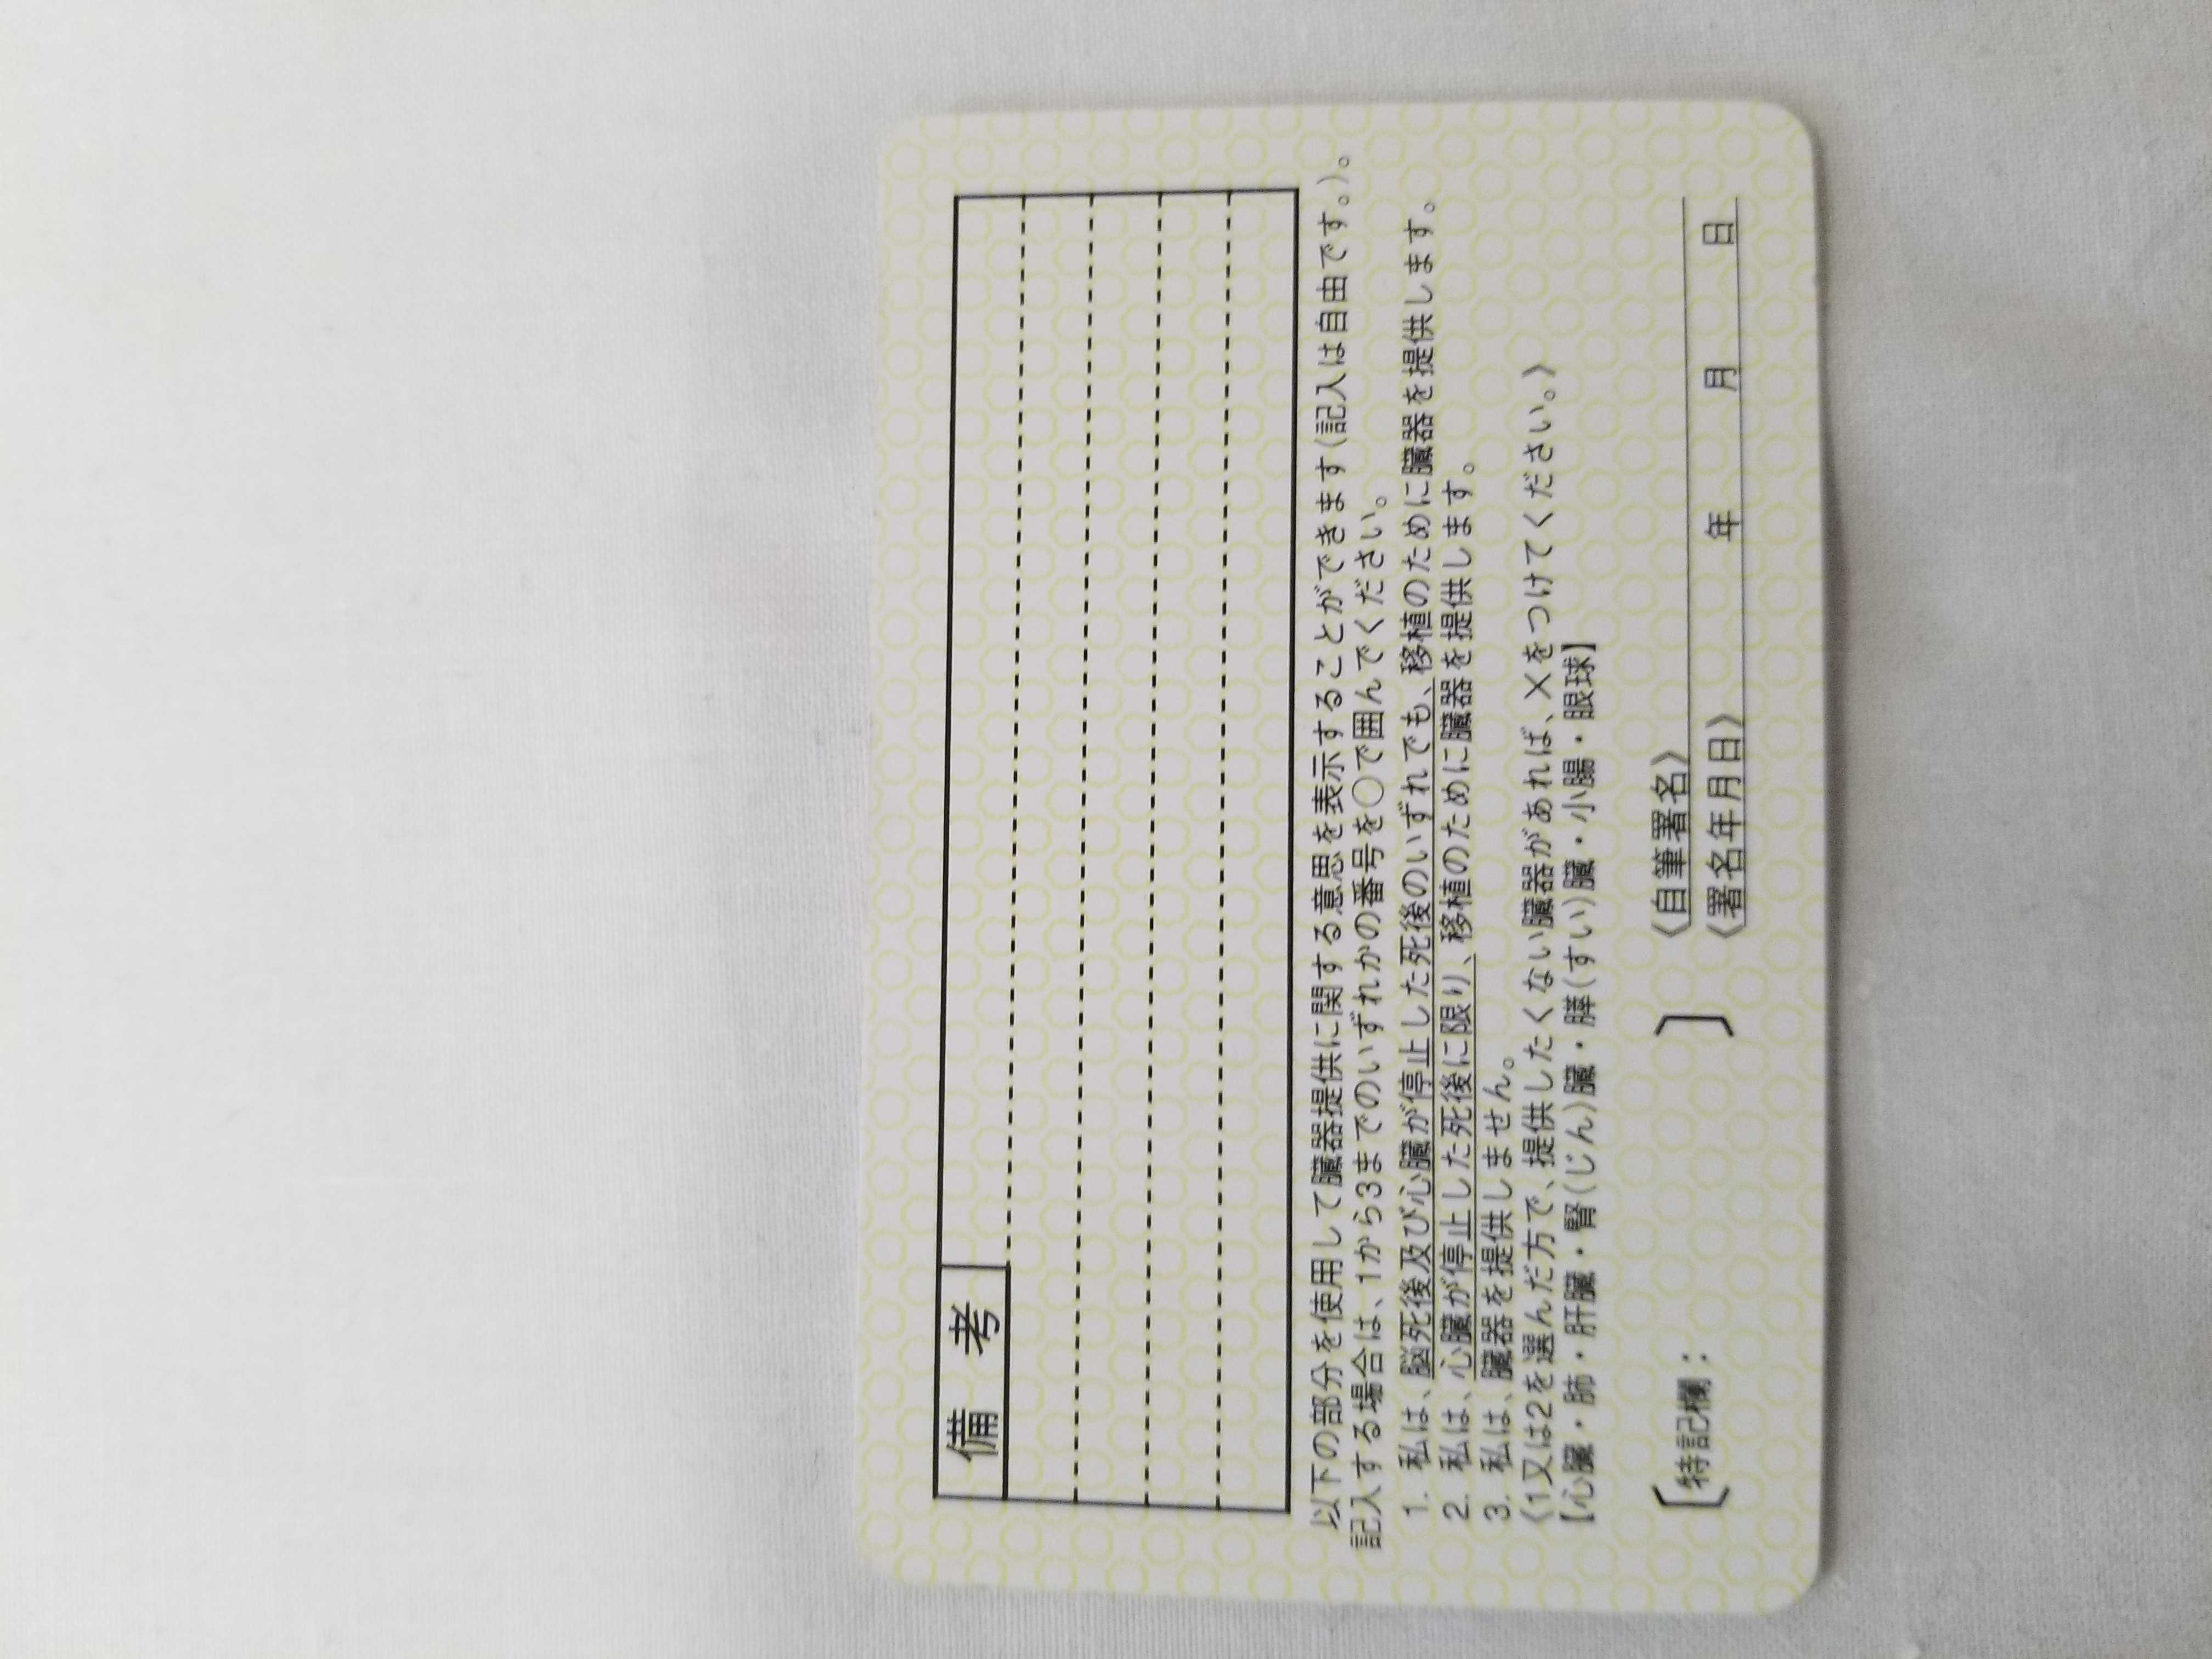 備 考
以下の部分を使用して臓器提供に関する意思を表示することができます(記入は自由です。)。
記入する場合は、1から3までのいずれかの番号を○で囲んでください。
1. 私は、脳死後及び心臓が停止した死後のいずれでも、移植のために臓器を提供します。
2. 私は、心臓が停止した死後に限り、移植のために臓器を提供します。
3. 私は、臓器を提供しません。
《1又は2を選んだ方で、提供したくない臓器があれば、×をつけてください。》
【心臓・肺・肝臓・腎(じん)臓・膵(すい)臓・小腸・眼球】
〔特記欄: 〕
《自筆署名》
《署名年月日》 年 月 日